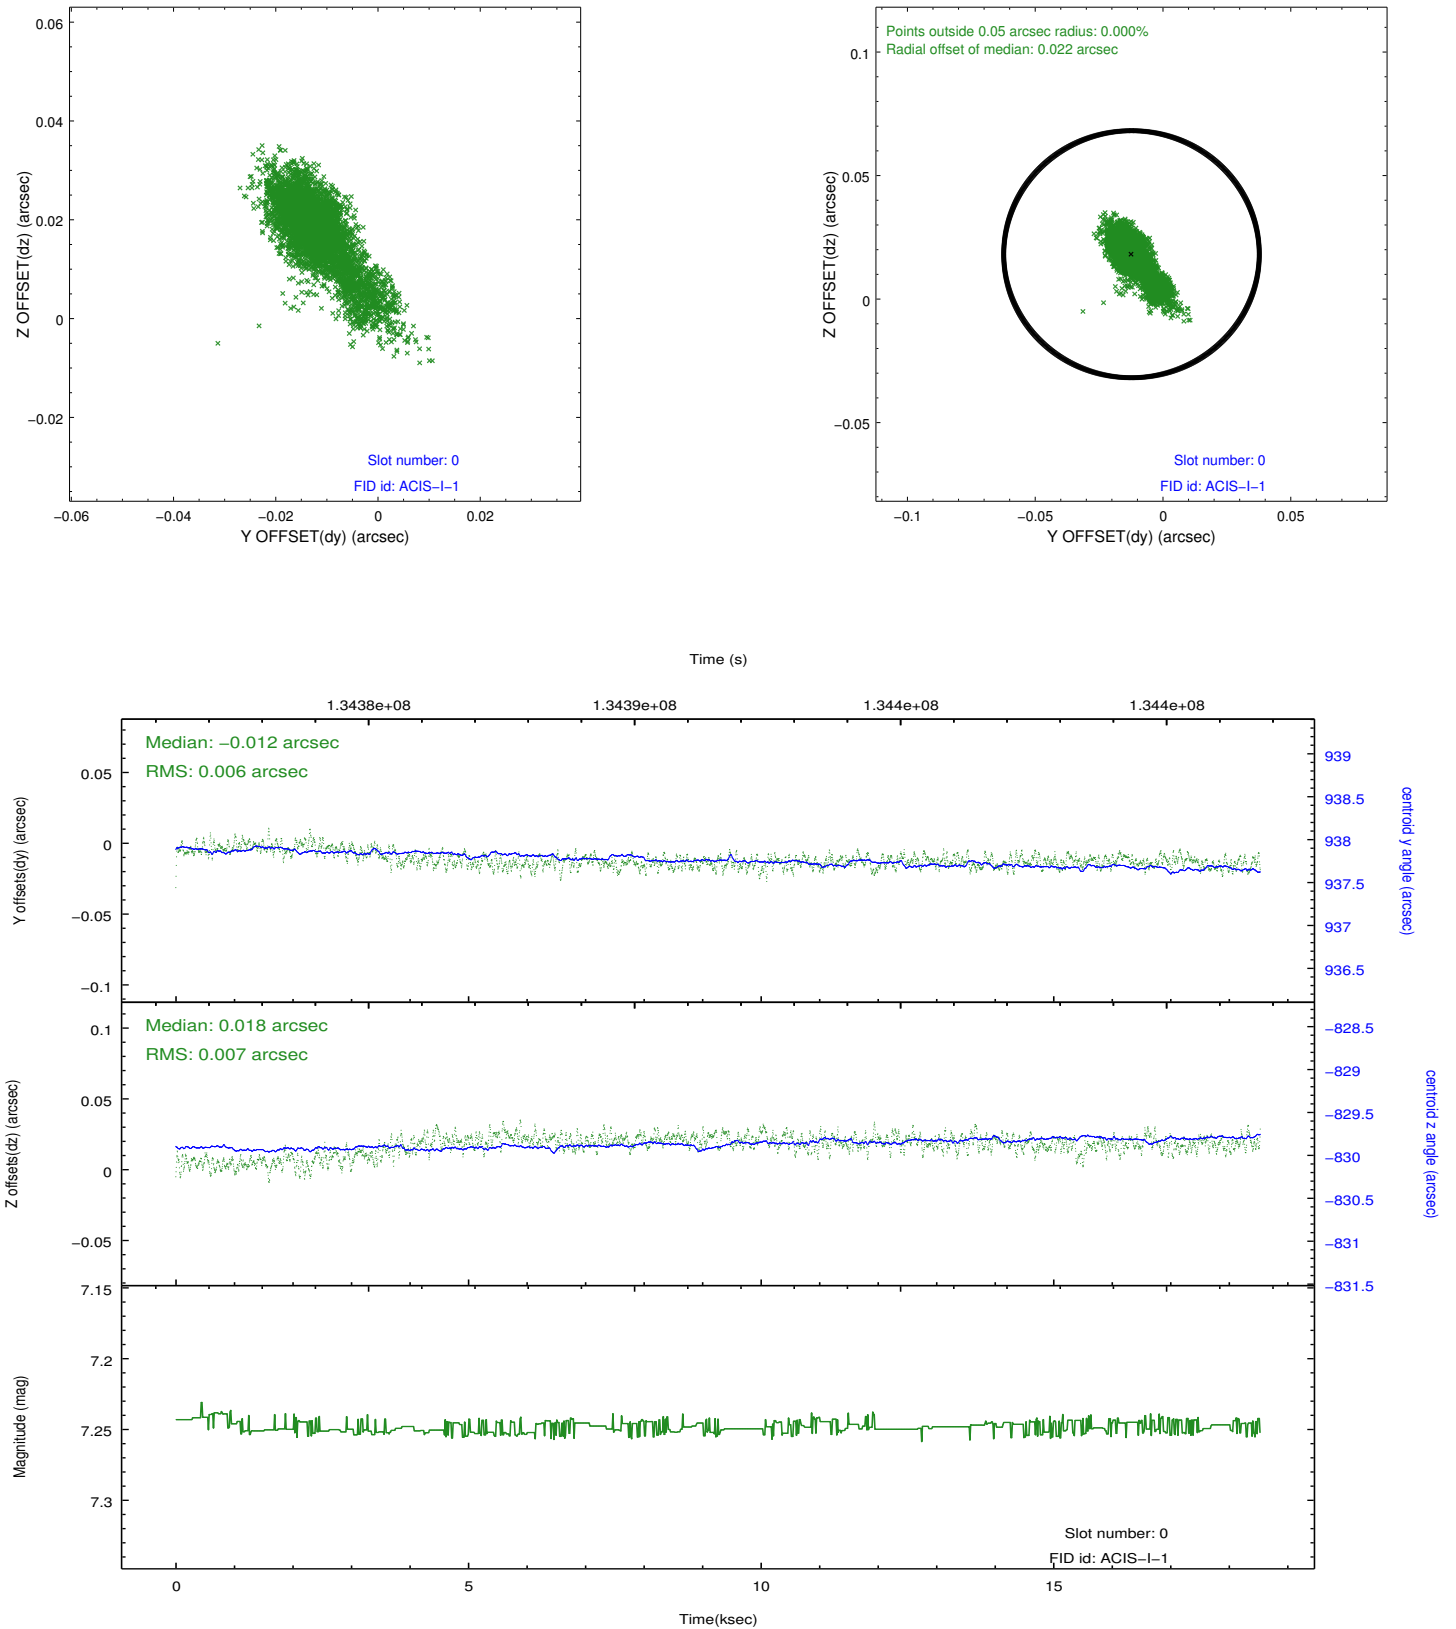 0.06
0.04
0.02
0
−0.02
Z OFFSET(dz) (arcsec)
Slot number: 0
FID id: ACIS−I−1
−0.06
−0.04
−0.02
0
0.02
Y OFFSET(dy) (arcsec)
Points outside 0.05 arcsec radius: 0.000%
Radial offset of median: 0.022 arcsec
0.1
0.05
0
−0.05
Z OFFSET(dz) (arcsec)
Slot number: 0
FID id: ACIS−I−1
−0.1
−0.05
0
0.05
Y OFFSET(dy) (arcsec)
Time (s)
1.3438e+08
1.3439e+08
1.344e+08
1.344e+08
Median: −0.012 arcsec
RMS: 0.006 arcsec
0.05
0
−0.05
−0.1
Y offsets(dy) (arcsec)
939
938.5
938
937.5
937
936.5
centroid y angle (arcsec)
Median: 0.018 arcsec
RMS: 0.007 arcsec
0.1
0.05
0
−0.05
Z offsets(dz) (arcsec)
−828.5
−829
−829.5
−830
−830.5
−831
−831.5
centroid z angle (arcsec)
7.15
7.2
7.25
7.3
Magnitude (mag)
Slot number: 0
FID id: ACIS−I−1
0
5
10
15
Time(ksec)